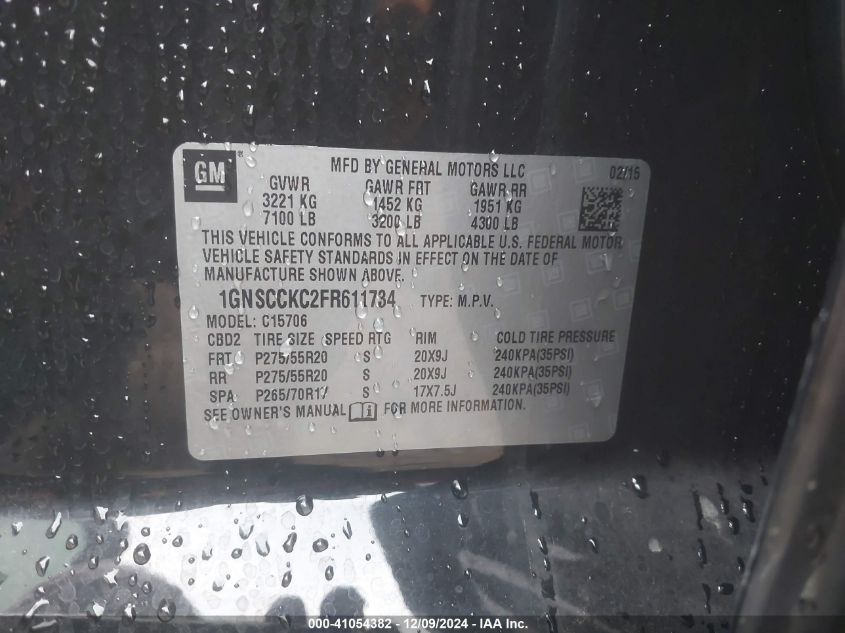 GM ®
MFD BY GENERAL MOTORS LLC 02/15
GVWR GAWR FRT GAWR RR
3221 KG 1452 KG 1951 KG
7100 LB 3200 LB 4300 LB
THIS VEHICLE CONFORMS TO ALL APPLICABLE U.S. FEDERAL MOTOR
VEHICLE SAFETY STANDARDS IN EFFECT ON THE DATE OF
MANUFACTURE SHOWN ABOVE.
1GNSCCKC2FR611734 TYPE: M.P.V.
MODEL: C15706
CBD2 TIRE SIZE SPEED RTG RIM COLD TIRE PRESSURE
FRT P275/55R20 S 20X9J 240KPA(35PSI)
RR P275/55R20 S 20X9J 240KPA(35PSI)
SPA P265/70R17 S 17X7.5J 240KPA(35PSI)
SEE OWNER'S MANUAL FOR MORE INFORMATION.
000-41054382 - 12/09/2024 - IAA Inc.